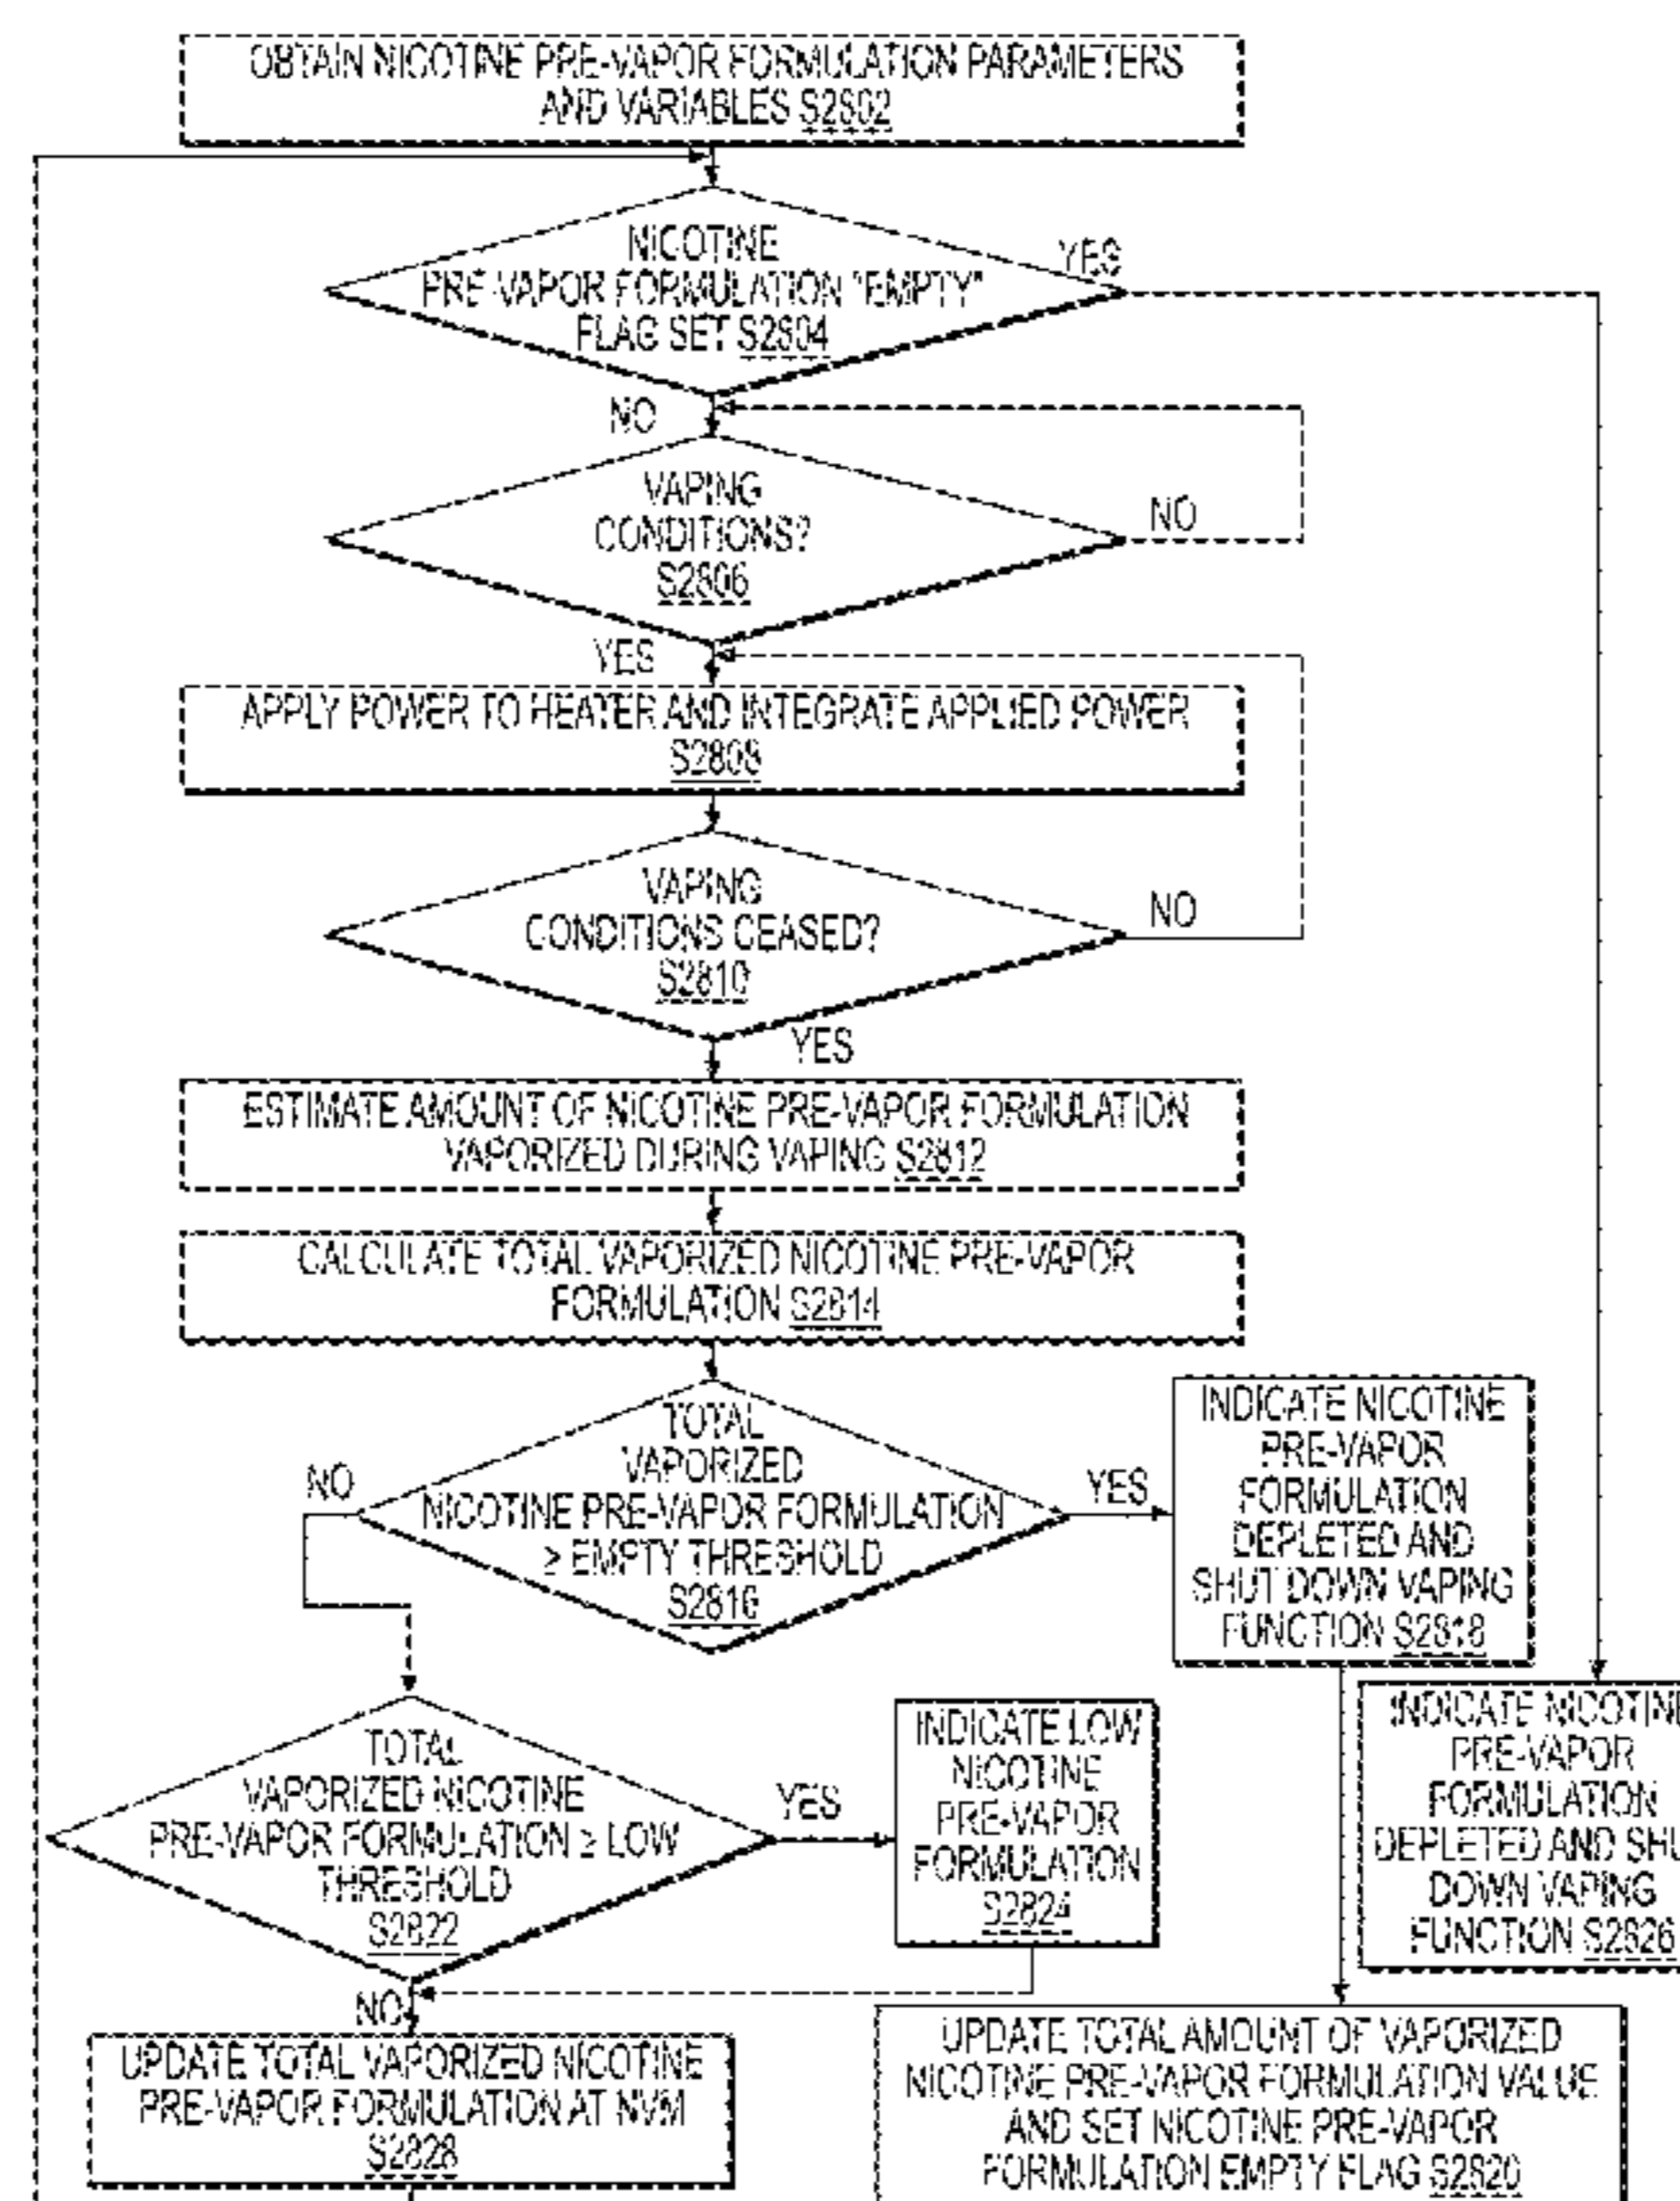 OBTAIN NICOTINE PRE-VAPOR FORMULATION PARAMETERS
AND VARIABLES S2802
NICOTINE
PRE-VAPOR FORMULATION "EMPTY"
FLAG SET S2804
YES
NO
VAPING
CONDITIONS?
S2806
NO
YES
APPLY POWER TO HEATER AND INTEGRATE APPLIED POWER
S2808
VAPING
CONDITIONS CEASED?
S2810
NO
YES
ESTIMATE AMOUNT OF NICOTINE PRE-VAPOR FORMULATION
VAPORIZED DURING VAPING S2812
CALCULATE TOTAL VAPORIZED NICOTINE PRE-VAPOR
FORMULATION S2814
TOTAL
VAPORIZED
NICOTINE PRE-VAPOR FORMULATION
≥ EMPTY THRESHOLD
S2816
NO
YES
INDICATE NICOTINE
PRE-VAPOR
FORMULATION
DEPLETED AND
SHUT DOWN VAPING
FUNCTION S2818
TOTAL
VAPORIZED NICOTINE
PRE-VAPOR FORMULATION ≥ LOW
THRESHOLD
S2822
YES
NO
INDICATE LOW
NICOTINE
PRE-VAPOR
FORMULATION
S2824
INDICATE NICOTINE
PRE-VAPOR
FORMULATION
DEPLETED AND SHU
DOWN VAPING
FUNCTION S2826
UPDATE TOTAL VAPORIZED NICOTINE
PRE-VAPOR FORMULATION AT NVM
S2828
UPDATE TOTAL AMOUNT OF VAPORIZED
NICOTINE PRE-VAPOR FORMULATION VALUE
AND SET NICOTINE PRE-VAPOR
FORMULATION EMPTY FLAG S2820